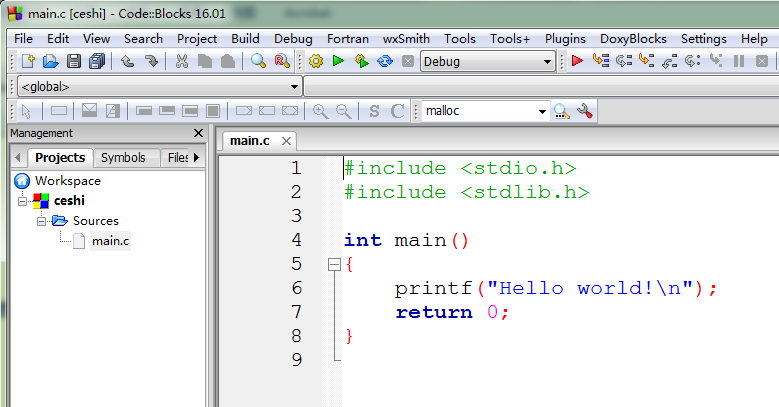 main.c [ceshi] - Code::Blocks 16.01
File Edit View Search Project Build Debug Fortran wxSmith Tools Tools+ Plugins DoxyBlocks Settings Help
Debug
<global>
S C malloc
Management
Projects Symbols Files
Workspace
ceshi
Sources
main.c
main.c
1 #include <stdio.h>
2 #include <stdlib.h>
3
4 int main()
5 {
6 printf("Hello world!\n");
7 return 0;
8 }
9